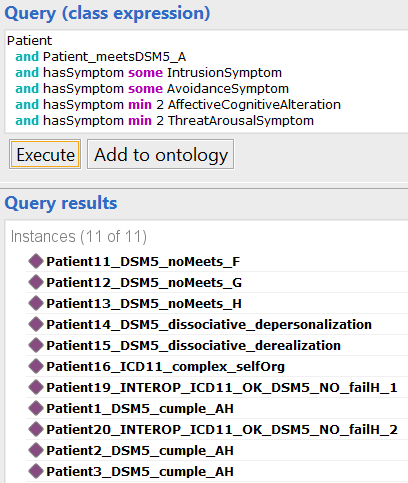 Query (class expression)
Patient
and Patient_meetsDSM5_A
and hasSymptom some IntrusionSymptom
and hasSymptom some AvoidanceSymptom
and hasSymptom min 2 AffectiveCognitiveAlteration
and hasSymptom min 2 ThreatArousalSymptom
Execute Add to ontology
Query results
Instances (11 of 11)
Patient11_DSM5_noMeets_F
Patient12_DSM5_noMeets_G
Patient13_DSM5_noMeets_H
Patient14_DSM5_dissociative_depersonalization
Patient15_DSM5_dissociative_derealization
Patient16_ICD11_complex_selfOrg
Patient19_INTEROP_ICD11_OK_DSM5_NO_failH_1
Patient1_DSM5_cumple_AH
Patient20_INTEROP_ICD11_OK_DSM5_NO_failH_2
Patient2_DSM5_cumple_AH
Patient3_DSM5_cumple_AH